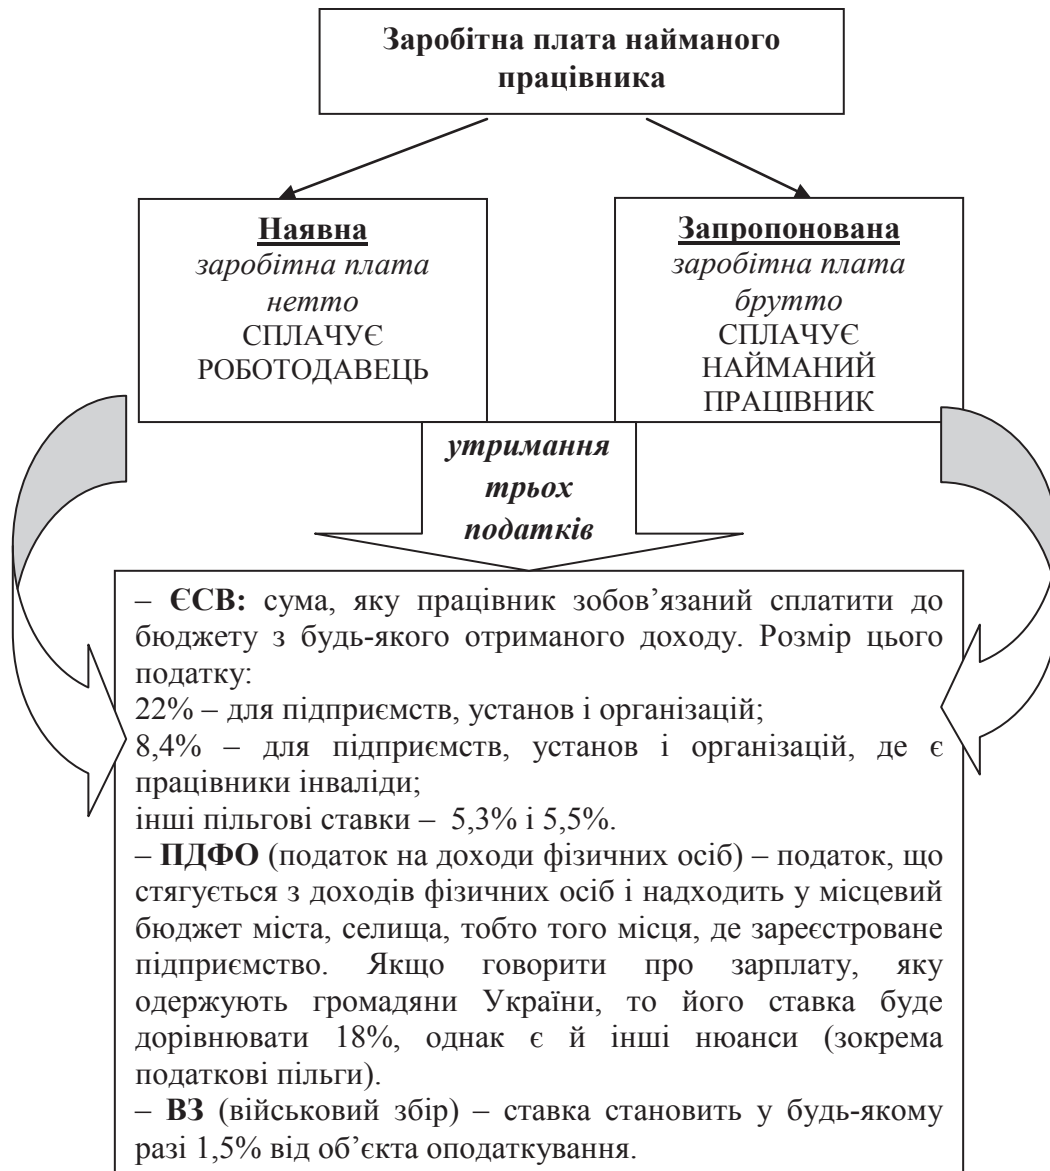 Заробітна плата найманого
працівника
Наявна
заробітна плата
нетто
СПЛАЧУЄ
РОБОТОДАВЕЦЬ
Запропонована
заробітна плата
брутто
СПЛАЧУЄ
НАЙМАНИЙ
ПРАЦІВНИК
утримання
трьох
податків
– ЄСВ: сума, яку працівник зобов’язаний сплатити до
бюджету з будь-якого отриманого доходу. Розмір цього
податку:
22% – для підприємств, установ і організацій;
8,4% – для підприємств, установ і організацій, де є
працівники інваліди;
інші пільгові ставки – 5,3% і 5,5%.
– ПДФО (податок на доходи фізичних осіб) – податок, що
стягується з доходів фізичних осіб і надходить у місцевий
бюджет міста, селища, тобто того місця, де зареєстроване
підприємство. Якщо говорити про зарплату, яку
одержують громадяни України, то його ставка буде
дорівнювати 18%, однак є й інші нюанси (зокрема
податкові пільги).
– ВЗ (військовий збір) – ставка становить у будь-якому
разі 1,5% від об’єкта оподаткування.